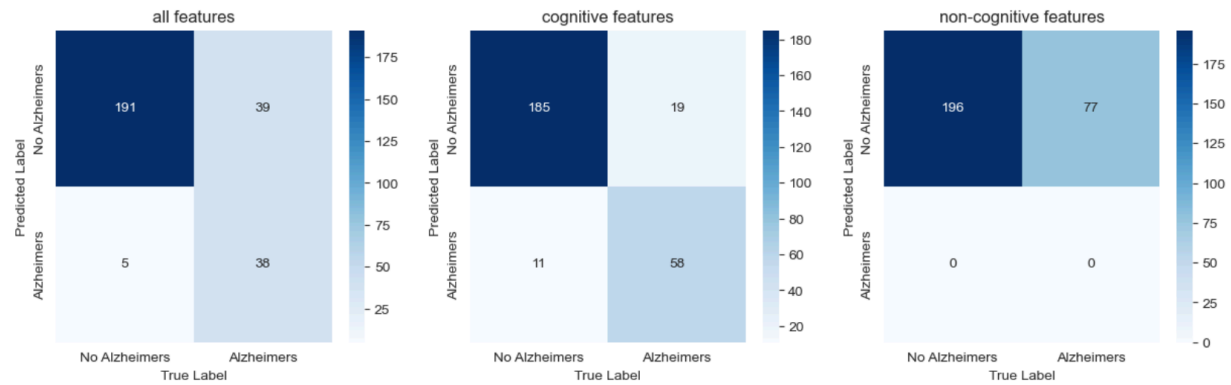 all features
No Alzheimers
Alzheimers
Predicted Label
191
39
5
38
No Alzheimers
Alzheimers
True Label
175
150
125
100
75
50
25
cognitive features
No Alzheimers
Alzheimers
Predicted Label
185
19
11
58
No Alzheimers
Alzheimers
True Label
180
160
140
120
100
80
60
40
20
non-cognitive features
No Alzheimers
Alzheimers
Predicted Label
196
77
0
0
No Alzheimers
Alzheimers
True Label
175
150
125
100
75
50
25
0